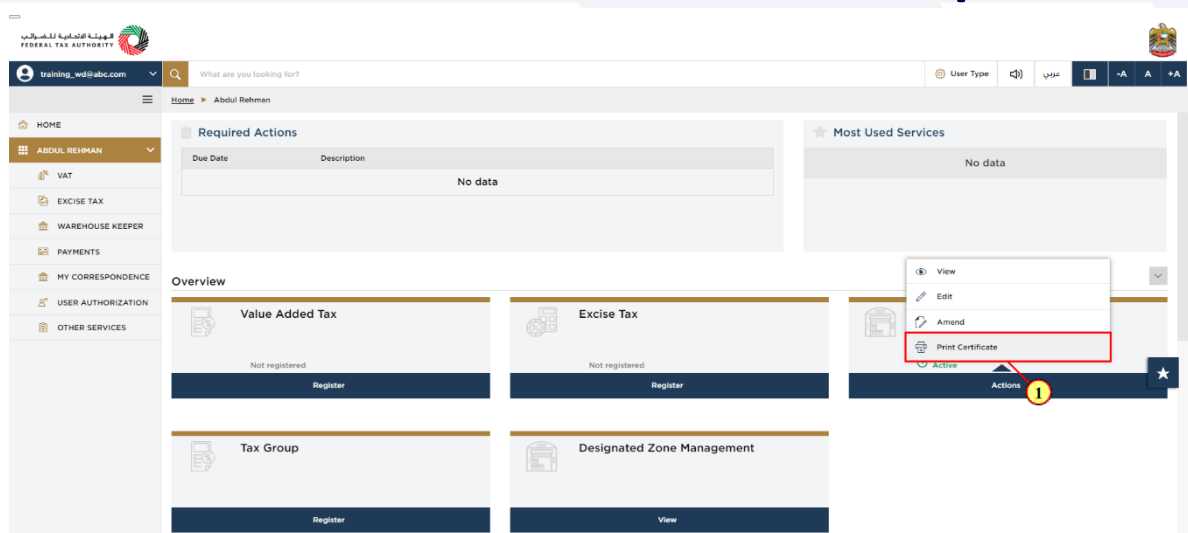 الهيئة الاتحادية للضرائب
FEDERAL TAX AUTHORITY
training_wd@abc.com
What are you looking for?
User Type
عربي
-A
A
+A
Home ▶ Abdul Rehman
HOME
ABDUL REHMAN
VAT
EXCISE TAX
WAREHOUSE KEEPER
PAYMENTS
MY CORRESPONDENCE
USER AUTHORIZATION
OTHER SERVICES
Required Actions
Due Date Description
No data
Most Used Services
No data
Overview
View
Edit
Amend
Print Certificate
Value Added Tax
Not registered
Register
Excise Tax
Not registered
Register
Active
Actions
1
Tax Group
Register
Designated Zone Management
View